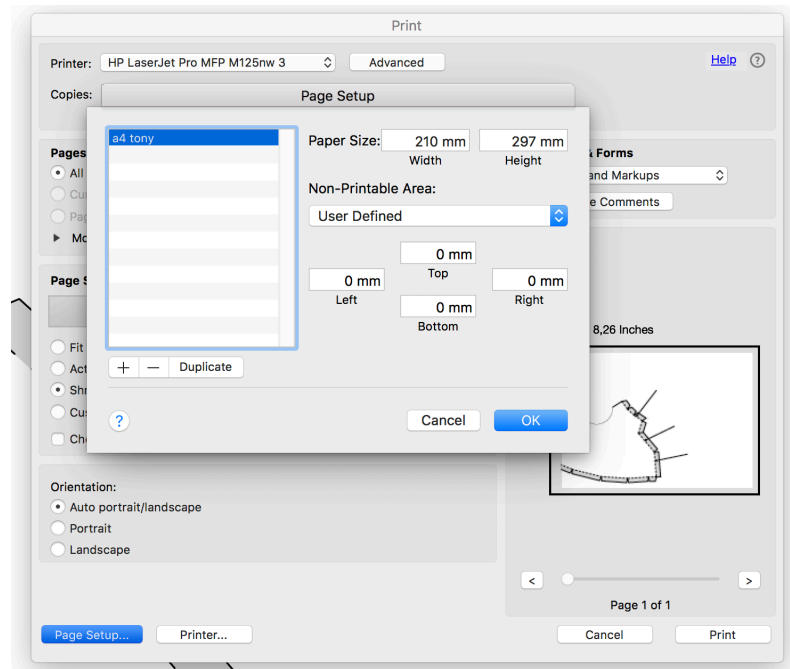 Print
Printer: HP LaserJet Pro MFP M125nw 3 Advanced Help ?
Copies: Page Setup
a4 tony
Paper Size: 210 mm 297 mm
Width Height
Non-Printable Area:
User Defined
0 mm
Top
0 mm 0 mm
Left Right
0 mm
Bottom
+ − Duplicate
? Cancel OK
Pages & Forms
All and Markups
Cu
Pag Comments
Mo
Page S
8,26 Inches
Fit
Act
Shr
Cus
Cho
Orientation:
Auto portrait/landscape
Portrait
Landscape
< >
Page 1 of 1
Page Setup... Printer... Cancel Print